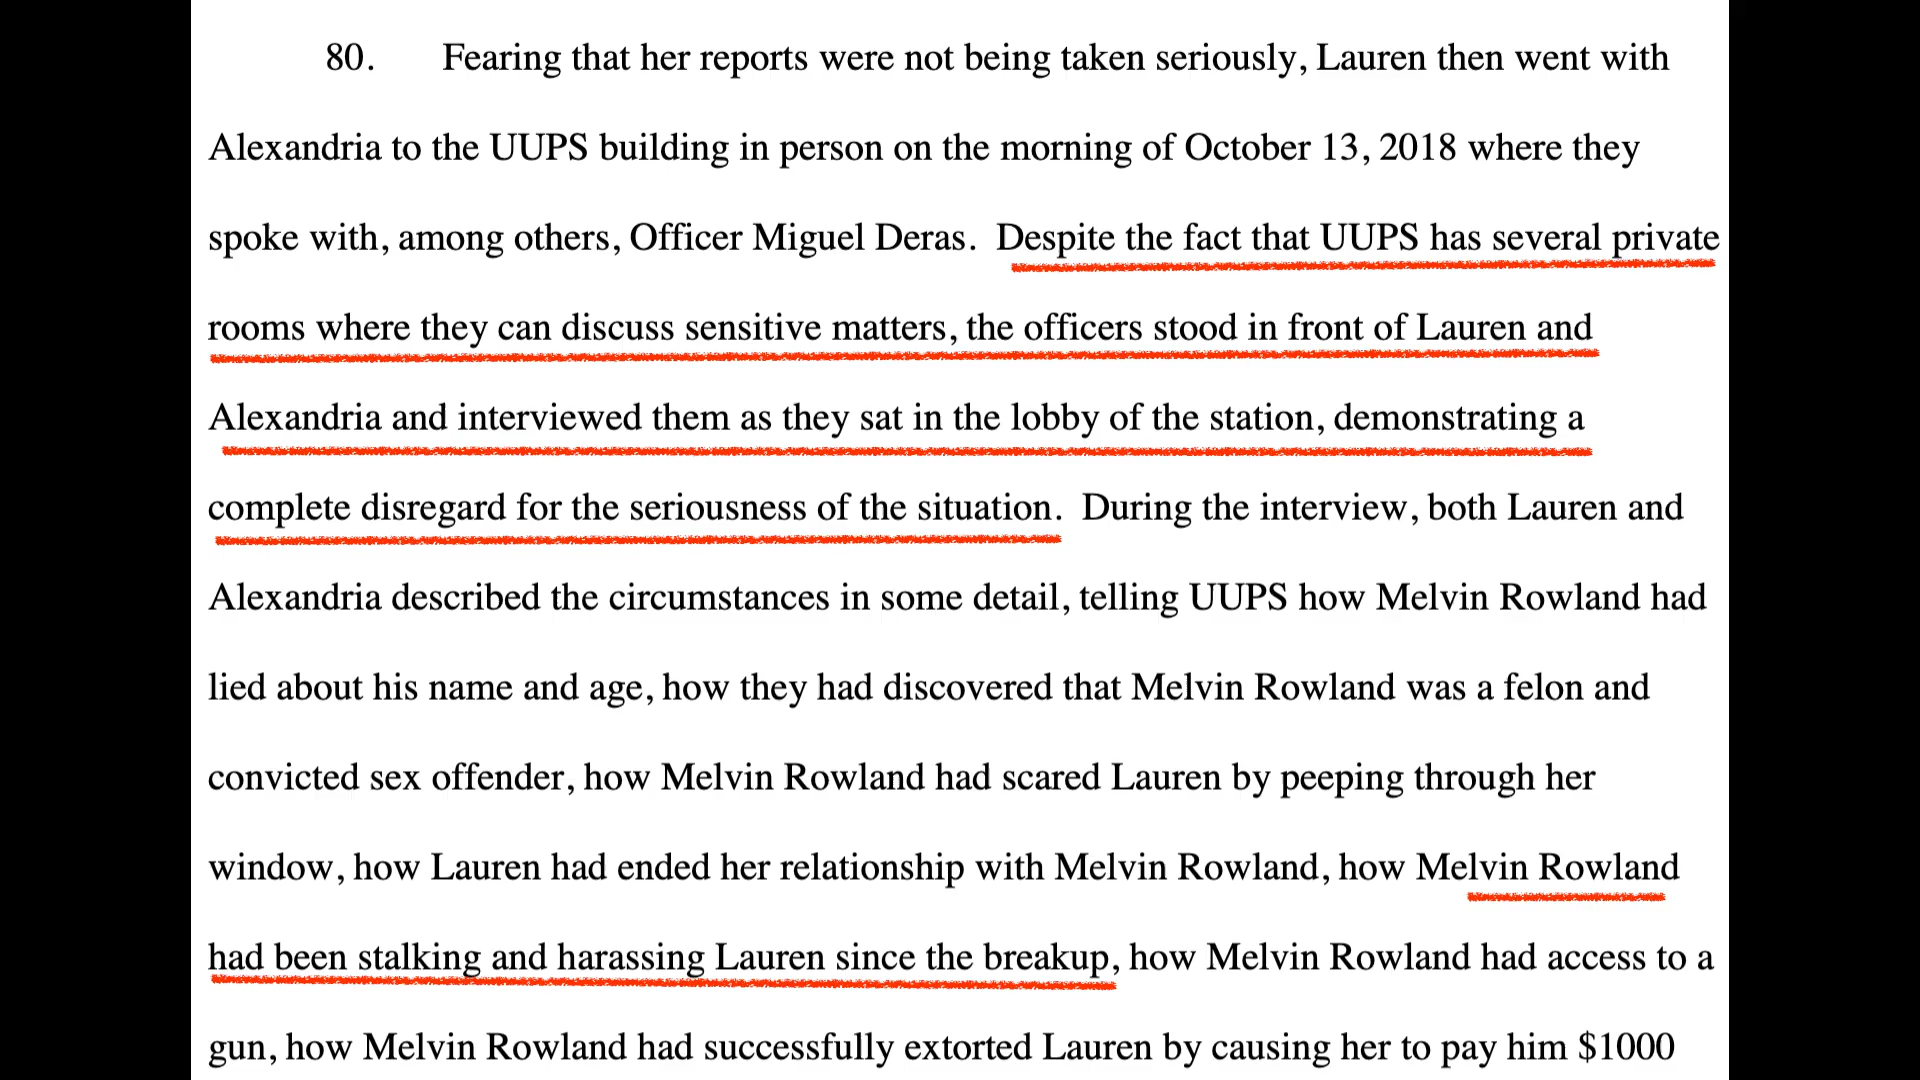 80. Fearing that her reports were not being taken seriously, Lauren then went with
Alexandria to the UUPS building in person on the morning of October 13, 2018 where they
spoke with, among others, Officer Miguel Deras. Despite the fact that UUPS has several private
rooms where they can discuss sensitive matters, the officers stood in front of Lauren and
Alexandria and interviewed them as they sat in the lobby of the station, demonstrating a
complete disregard for the seriousness of the situation. During the interview, both Lauren and
Alexandria described the circumstances in some detail, telling UUPS how Melvin Rowland had
lied about his name and age, how they had discovered that Melvin Rowland was a felon and
convicted sex offender, how Melvin Rowland had scared Lauren by peeping through her
window, how Lauren had ended her relationship with Melvin Rowland, how Melvin Rowland
had been stalking and harassing Lauren since the breakup, how Melvin Rowland had access to a
gun, how Melvin Rowland had successfully extorted Lauren by causing her to pay him $1000